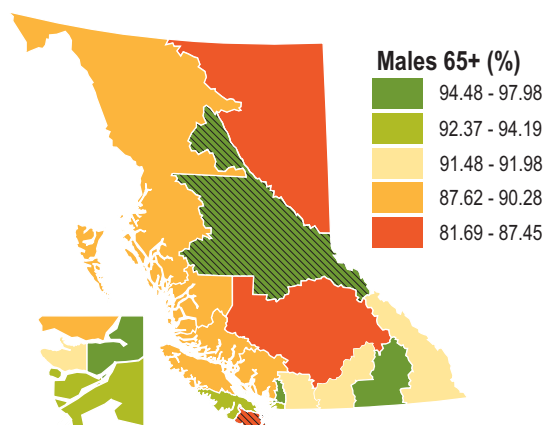 Males 65+ (%)
94.48 - 97.98
92.37 - 94.19
91.48 - 91.98
87.62 - 90.28
81.69 - 87.45